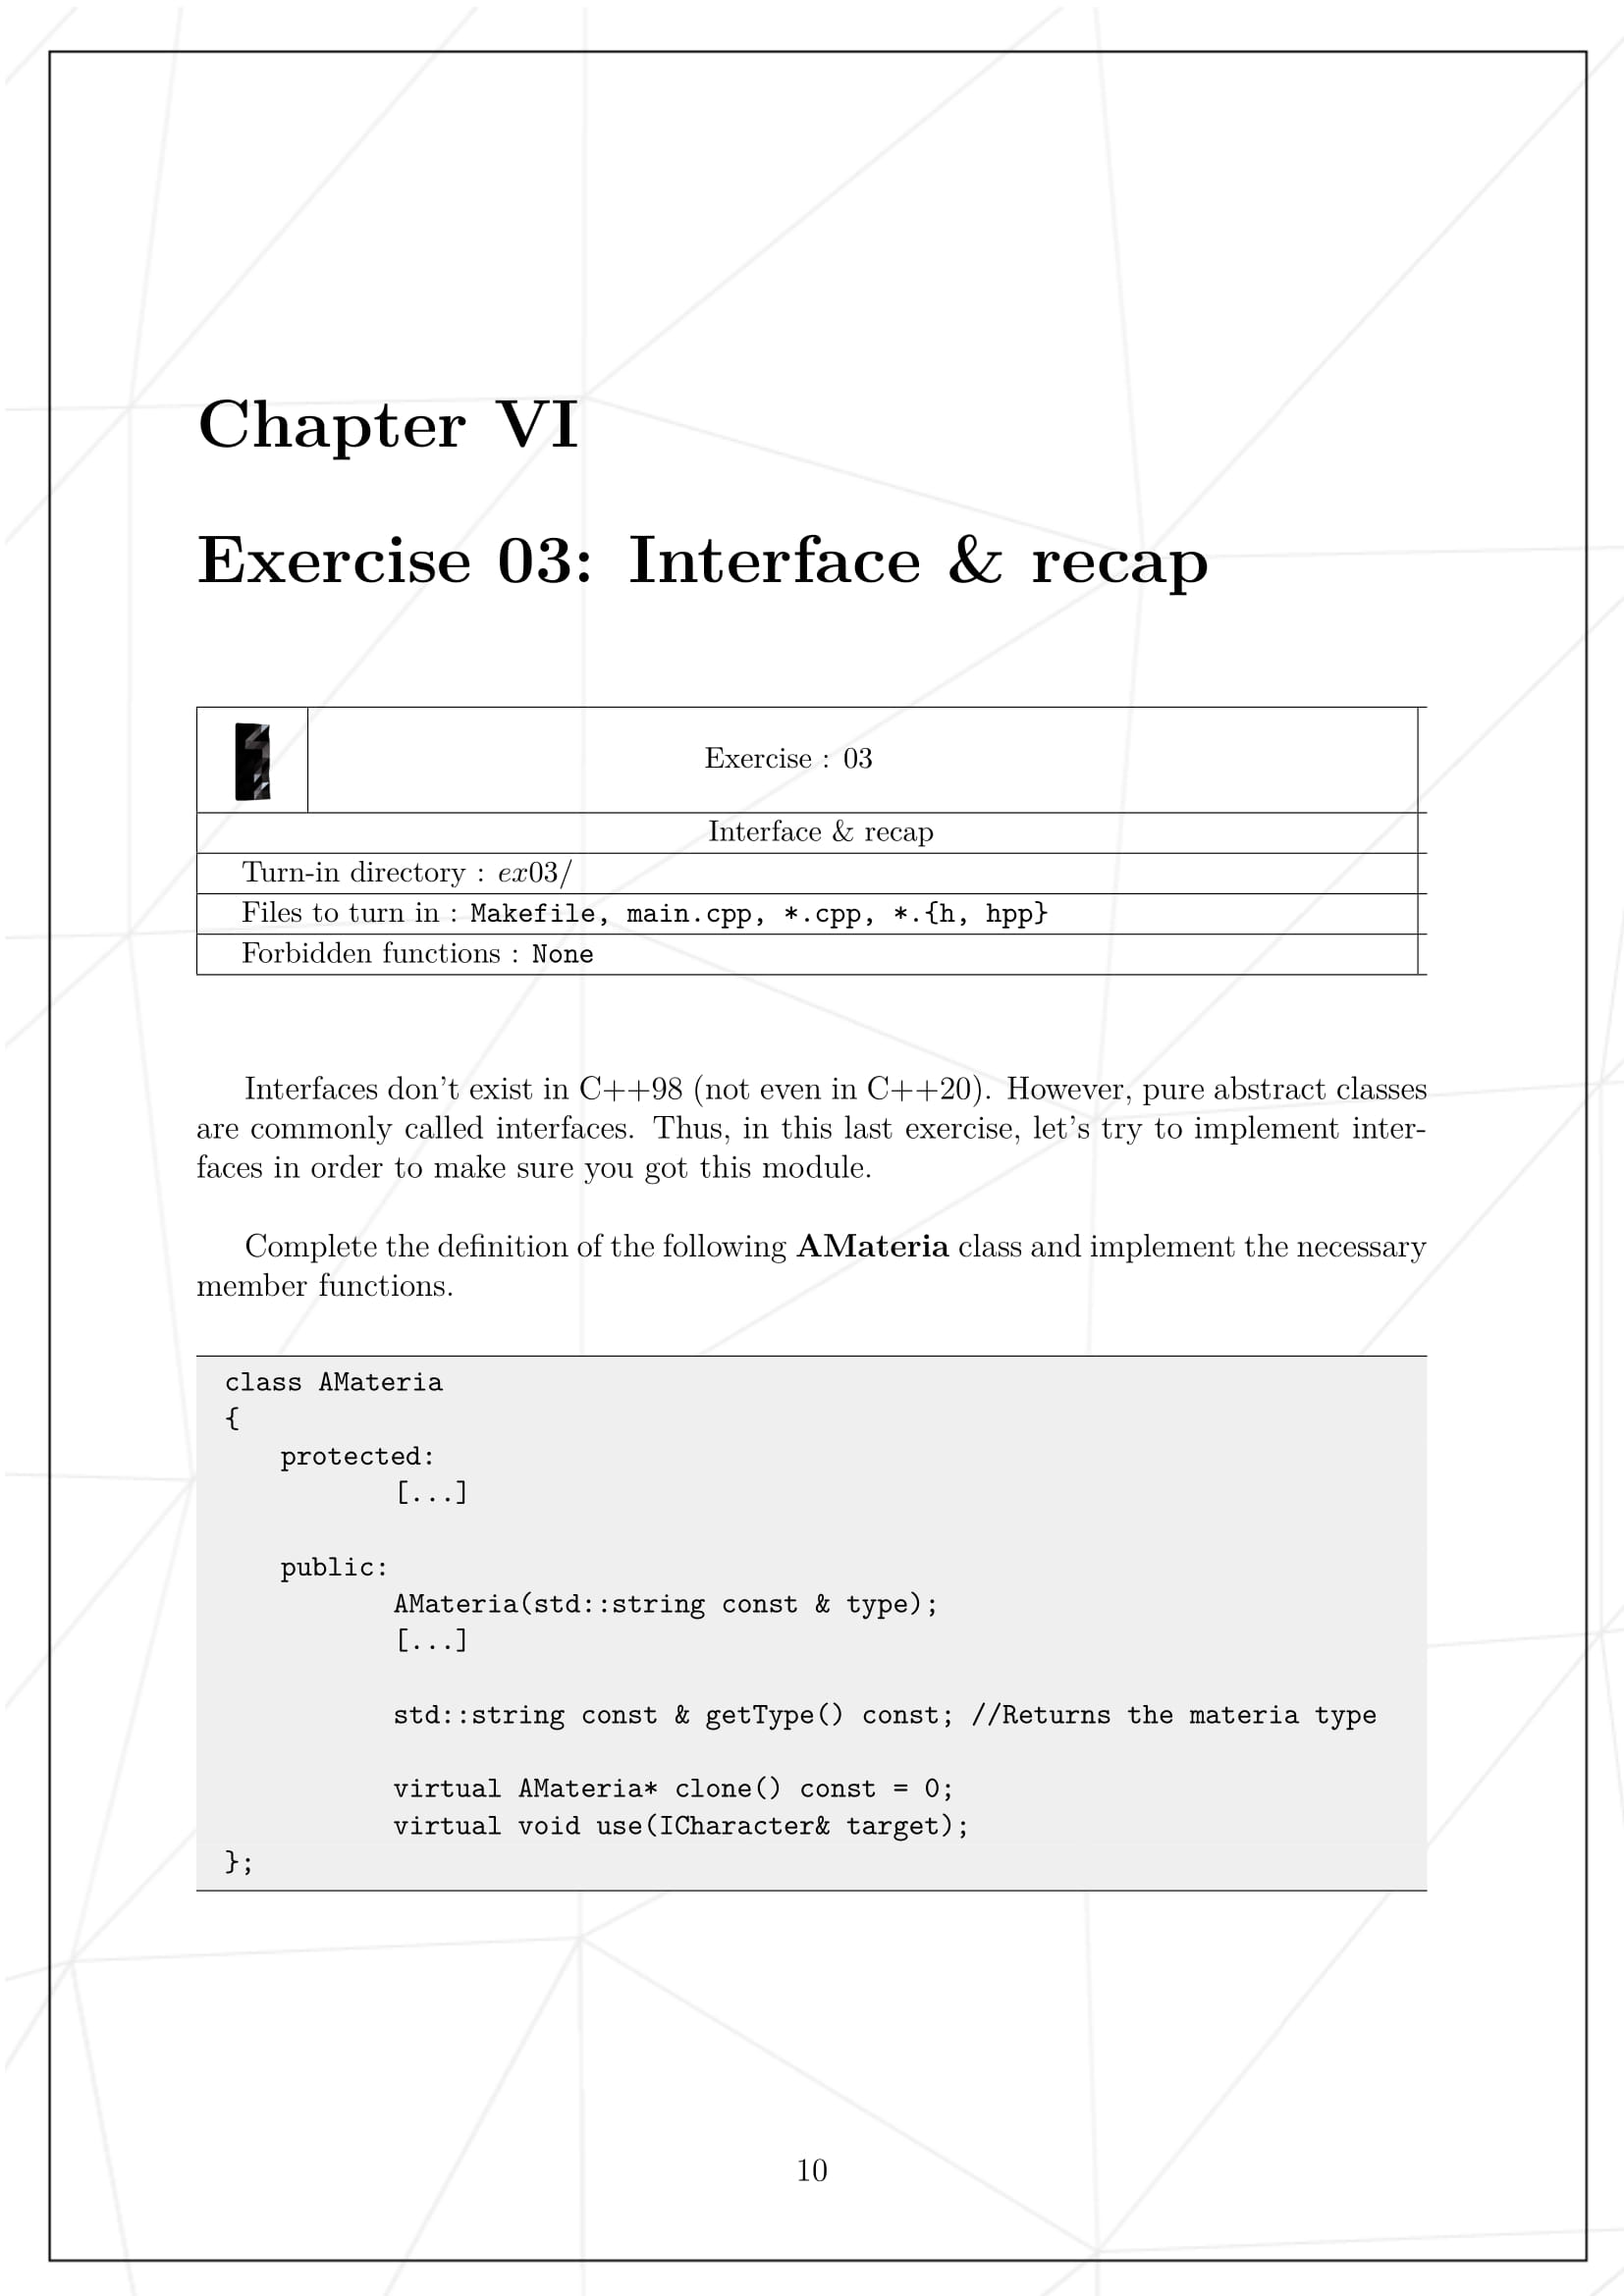 Chapter VI
Exercise 03: Interface & recap
Exercise : 03
Interface & recap
Turn-in directory : ex03/
Files to turn in : Makefile, main.cpp, *.cpp, *.{h, hpp}
Forbidden functions : None
Interfaces don't exist in C++98 (not even in C++20). However, pure abstract classes
are commonly called interfaces. Thus, in this last exercise, let's try to implement inter-
faces in order to make sure you got this module.
Complete the definition of the following AMateria class and implement the necessary
member functions.
class AMateria
{
protected:
[...]
public:
AMateria(std::string const & type);
[...]
std::string const & getType() const; //Returns the materia type
virtual AMateria* clone() const = 0;
virtual void use(ICharacter& target);
};
10